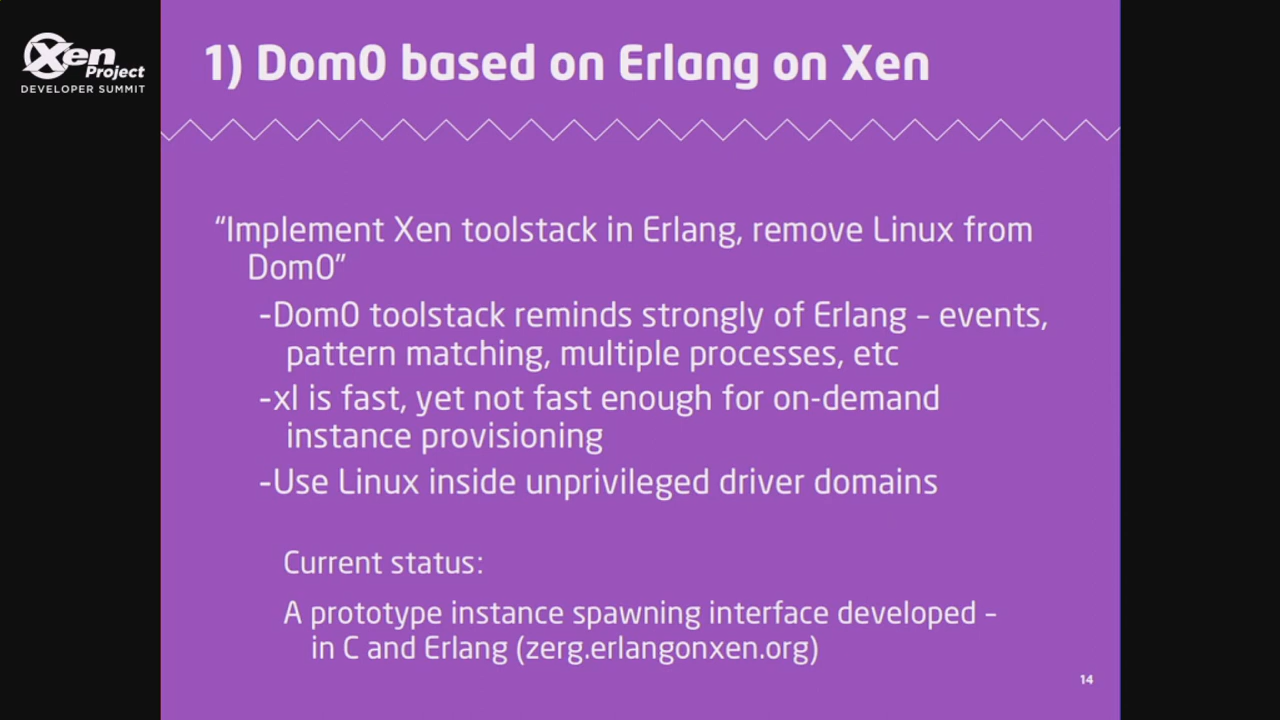 Xen
Project
DEVELOPER SUMMIT
1) Dom0 based on Erlang on Xen
“Implement Xen toolstack in Erlang, remove Linux from
Dom0”
-Dom0 toolstack reminds strongly of Erlang – events,
pattern matching, multiple processes, etc
-xl is fast, yet not fast enough for on-demand
instance provisioning
-Use Linux inside unprivileged driver domains
Current status:
A prototype instance spawning interface developed –
in C and Erlang (zerg.erlangonxen.org)
14